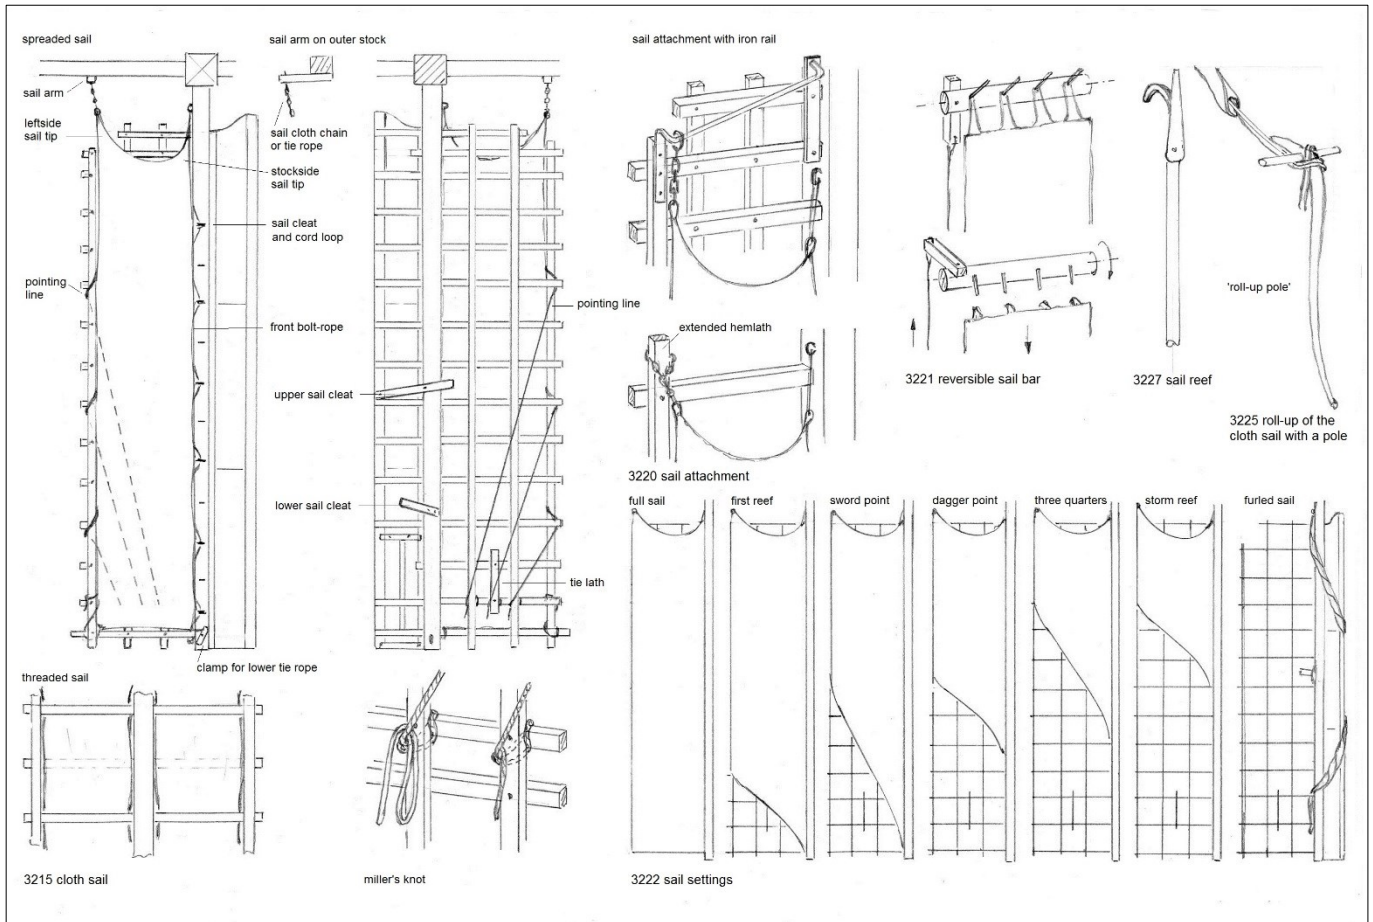 spreaded sail
sail arm on outer stock
sail arm
leftside
sail tip
sail cloth chain
or tie rope
stockside
sail tip
sail cleat
and cord loop
pointing
line
front bolt-rope
pointing line
upper sail cleat
lower sail cleat
tie lath
clamp for lower tie rope
threaded sail
3215 cloth sail
miller's knot
sail attachment with iron rail
extended hemlath
3220 sail attachment
3221 reversible sail bar
3227 sail reef
'roll-up pole'
3225 roll-up of the
cloth sail with a pole
full sail
first reef
sword point
dagger point
three quarters
storm reef
furled sail
3222 sail settings